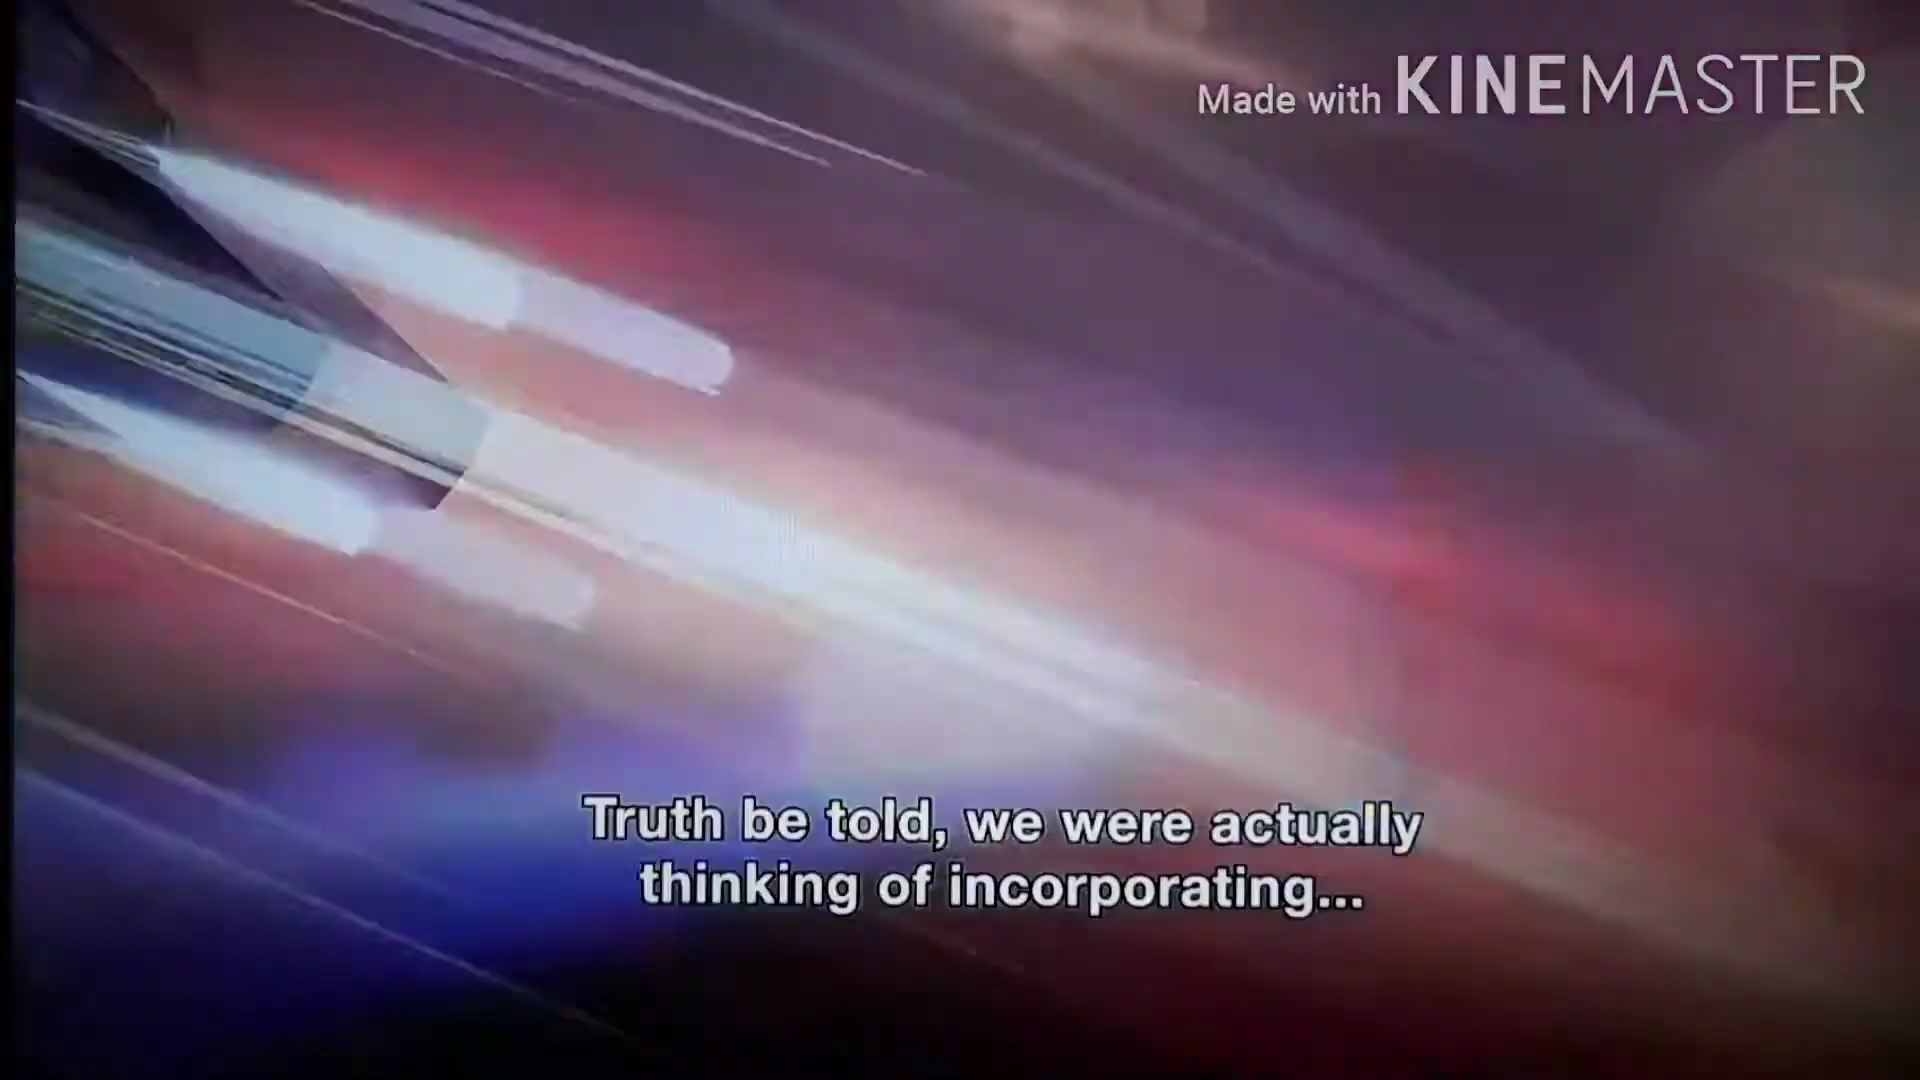 Made with KINEMASTER
Truth be told, we were actually
thinking of incorporating...